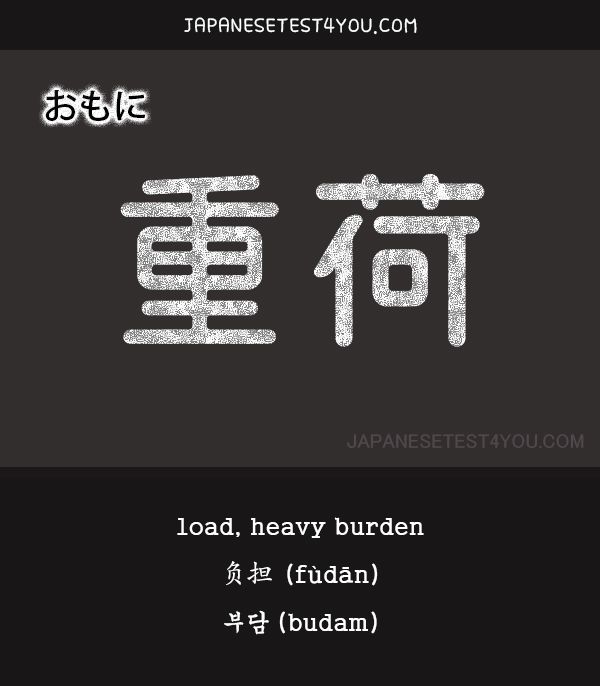 JAPANESETEST4YOU.COM
おもに
重荷
JAPANESETEST4YOU.COM
load, heavy burden
负担 (fùdān)
부담 (budam)